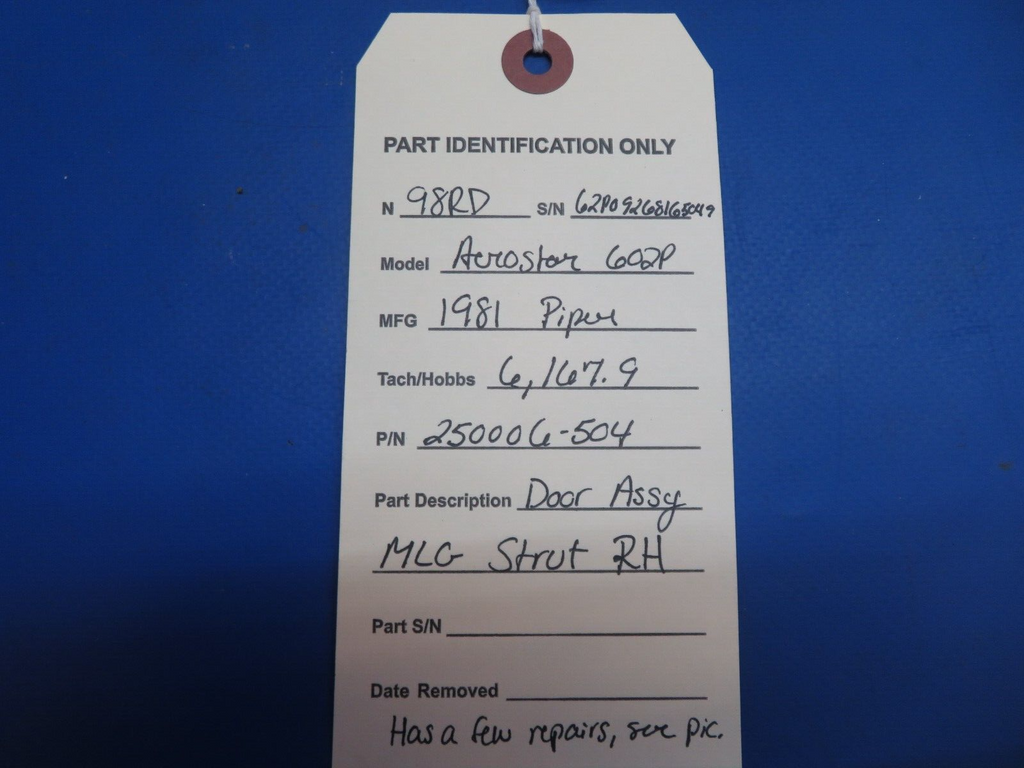 PART IDENTIFICATION ONLY
N 98RD S/N 62P09268165049
Model Aerostar 602P
MFG 1981 Piper
Tach/Hobbs 6,167.9
P/N 250006-504
Part Description Door Assy
MLG Strut RH
Part S/N
Date Removed
Has a few repairs, see pic.